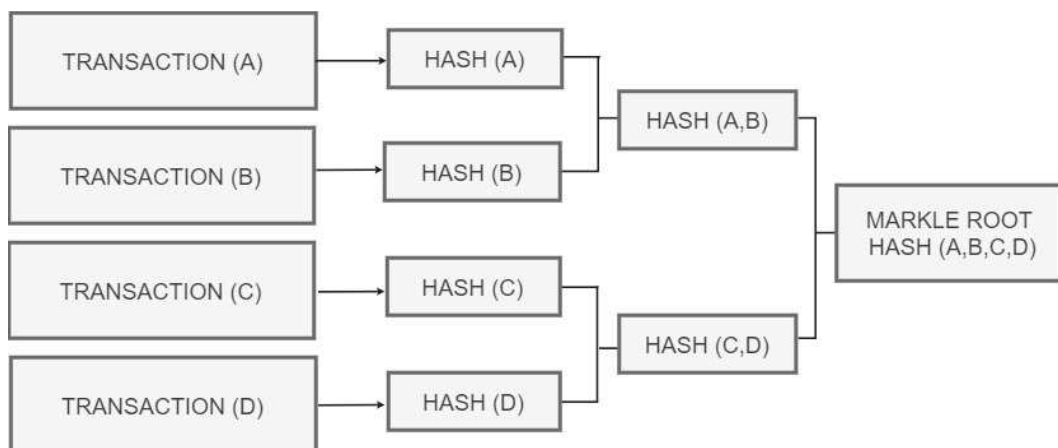 TRANSACTION (A)
HASH (A)
TRANSACTION (B)
HASH (B)
HASH (A,B)
TRANSACTION (C)
HASH (C)
TRANSACTION (D)
HASH (D)
HASH (C,D)
MARKLE ROOT
HASH (A,B,C,D)